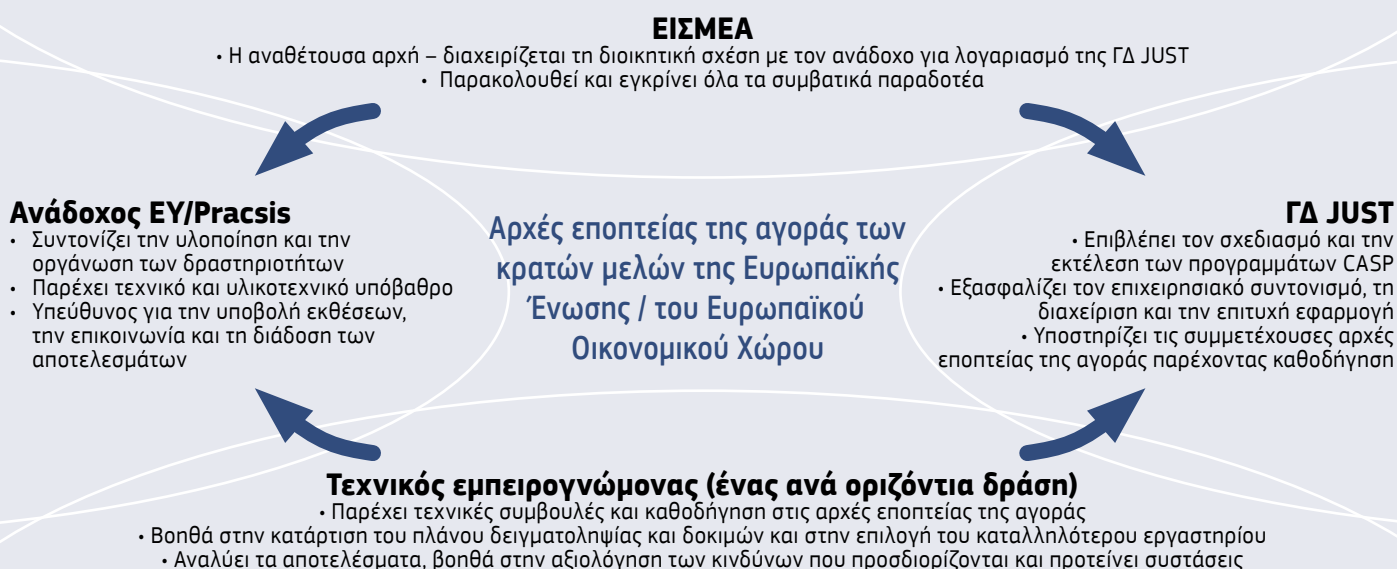 ΕΙΣΜΕΑ
• Η αναθέτουσα αρχή – διαχειρίζεται τη διοικητική σχέση με τον ανάδοχο για λογαριασμό της ΓΔ JUST
• Παρακολουθεί και εγκρίνει όλα τα συμβατικά παραδοτέα
Ανάδοχος EY/Pracsis
• Συντονίζει την υλοποίηση και την
οργάνωση των δραστηριοτήτων
• Παρέχει τεχνικό και υλικοτεχνικό υπόβαθρο
• Υπεύθυνος για την υποβολή εκθέσεων,
την επικοινωνία και τη διάδοση των
αποτελεσμάτων
Αρχές εποπτείας της αγοράς των
κρατών μελών της Ευρωπαϊκής
Ένωσης / του Ευρωπαϊκού
Οικονομικού Χώρου
ΓΔ JUST
• Επιβλέπει τον σχεδιασμό και την
εκτέλεση των προγραμμάτων CASP
• Εξασφαλίζει τον επιχειρησιακό συντονισμό, τη
διαχείριση και την επιτυχή εφαρμογή
• Υποστηρίζει τις συμμετέχουσες αρχές
εποπτείας της αγοράς παρέχοντας καθοδήγηση
Τεχνικός εμπειρογνώμονας (ένας ανά οριζόντια δράση)
• Παρέχει τεχνικές συμβουλές και καθοδήγηση στις αρχές εποπτείας της αγοράς
• Βοηθά στην κατάρτιση του πλάνου δειγματοληψίας και δοκιμών και στην επιλογή του καταλληλότερου εργαστηρίου
• Αναλύει τα αποτελέσματα, βοηθά στην αξιολόγηση των κινδύνων που προσδιορίζονται και προτείνει συστάσεις